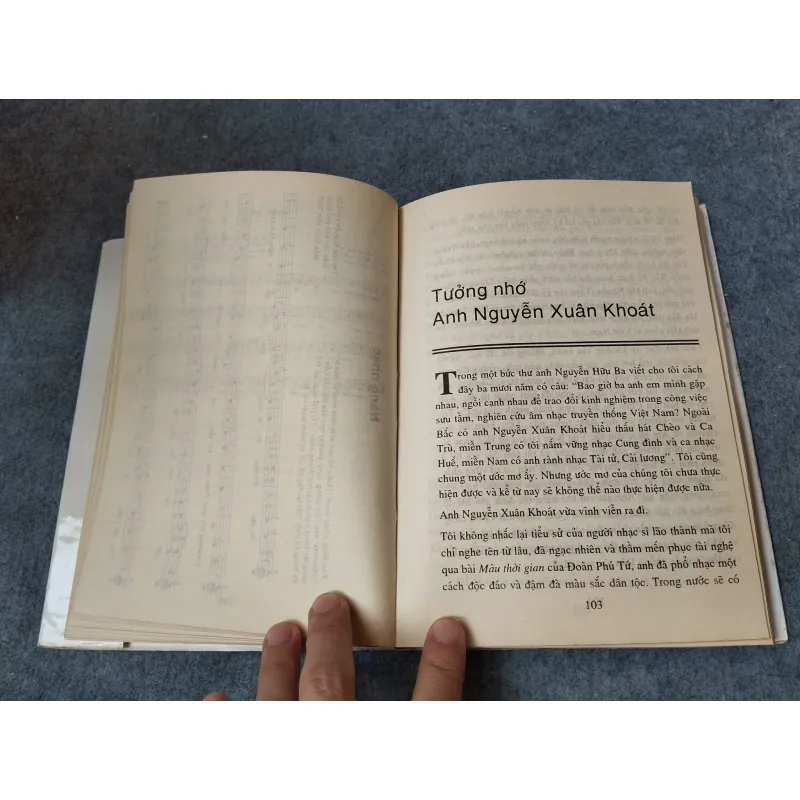 Tưởng nhớ
Anh Nguyễn Xuân Khoát
Trong một bức thư anh Nguyễn Hữu Ba viết cho tôi cách
đây ba mươi năm có câu: “Bao giờ ba anh em mình gặp
nhau, ngồi cạnh nhau để trao đổi kinh nghiệm trong công việc
sưu tầm, nghiên cứu âm nhạc truyền thống Việt Nam? Ngoài
Bắc có anh Nguyễn Xuân Khoát hiểu thấu hát Chèo và Ca
Trù, miền Trung có tôi nắm vững nhạc Cung đình và ca nhạc
Huế, miền Nam có anh rành nhạc Tài tử, Cải lương”. Tôi cũng
chung một ước mơ ấy. Nhưng ước mơ của chúng tôi chưa thực
hiện được và kể từ nay sẽ không thể nào thực hiện được nữa.
Anh Nguyễn Xuân Khoát vừa vĩnh viễn ra đi.
Tôi không nhắc lại tiểu sử của người nhạc sĩ lão thành mà tôi
chỉ nghe tên từ lâu, đã ngạc nhiên và thầm mến phục tài nghệ
qua bài Màu thời gian của Đoàn Phú Tứ, anh đã phổ nhạc một
cách độc đáo và đậm đà màu sắc dân tộc. Trong nước sẽ có
103